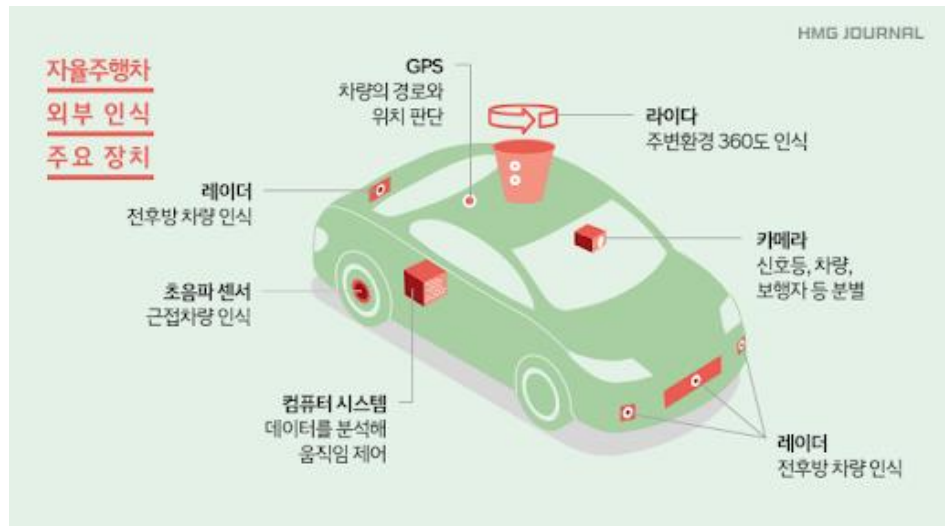 HMG JOURNAL
자율주행차
외부 인식
주요 장치
GPS
차량의 경로와
위치 판단
라이다
주변환경 360도 인식
레이더
전후방 차량 인식
카메라
신호등, 차량,
보행자 등 분별
초음파 센서
근접차량 인식
컴퓨터 시스템
데이터를 분석해
움직임 제어
레이더
전후방 차량 인식